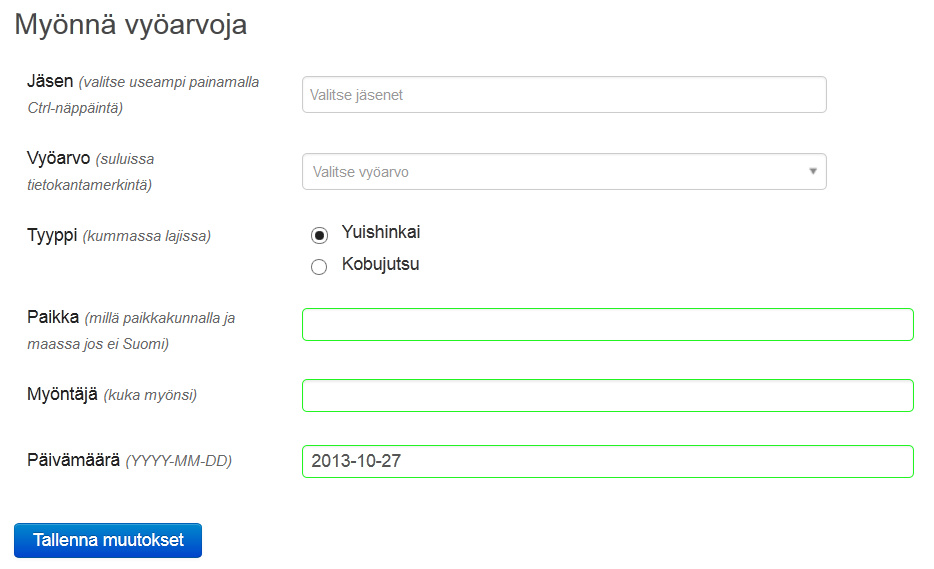 Myönnä vyöarvoja
Jäsen (valitse useampi painamalla
Ctrl-näppäintä)
Valitse jäsenet
Vyöarvo (suluissa
tietokantamerkintä)
Valitse vyöarvo
Tyyppi (kummassa lajissa)
Yuishinkai
Kobujutsu
Paikka (millä paikkakunnalla ja
maassa jos ei Suomi)
Myöntäjä (kuka myönsi)
Päivämäärä (YYYY-MM-DD)
2013-10-27
Tallenna muutokset